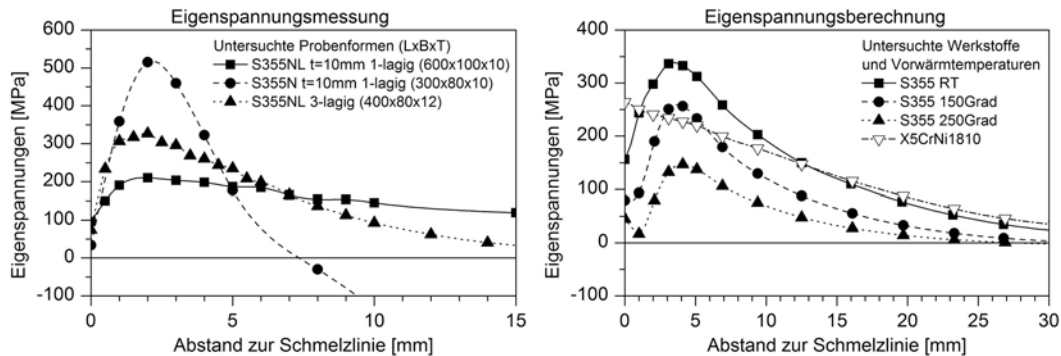 Eigenspannungsmessung
Eigenspannungen [MPa]
600
500
400
300
200
100
0
-100
Untersuchte Probenformen (LxBxT)
S355NL t=10mm 1-lagig (600x100x10)
S355N t=10mm 1-lagig (300x80x10)
S355NL 3-lagig (400x80x12)
0 5 10 15
Abstand zur Schmelzlinie [mm]
Eigenspannungsberechnung
Eigenspannungen [MPa]
400
300
200
100
0
-100
Untersuchte Werkstoffe
und Vorwärmtemperaturen
S355 RT
S355 150Grad
S355 250Grad
X5CrNi1810
0 5 10 15 20 25 30
Abstand zur Schmelzlinie [mm]